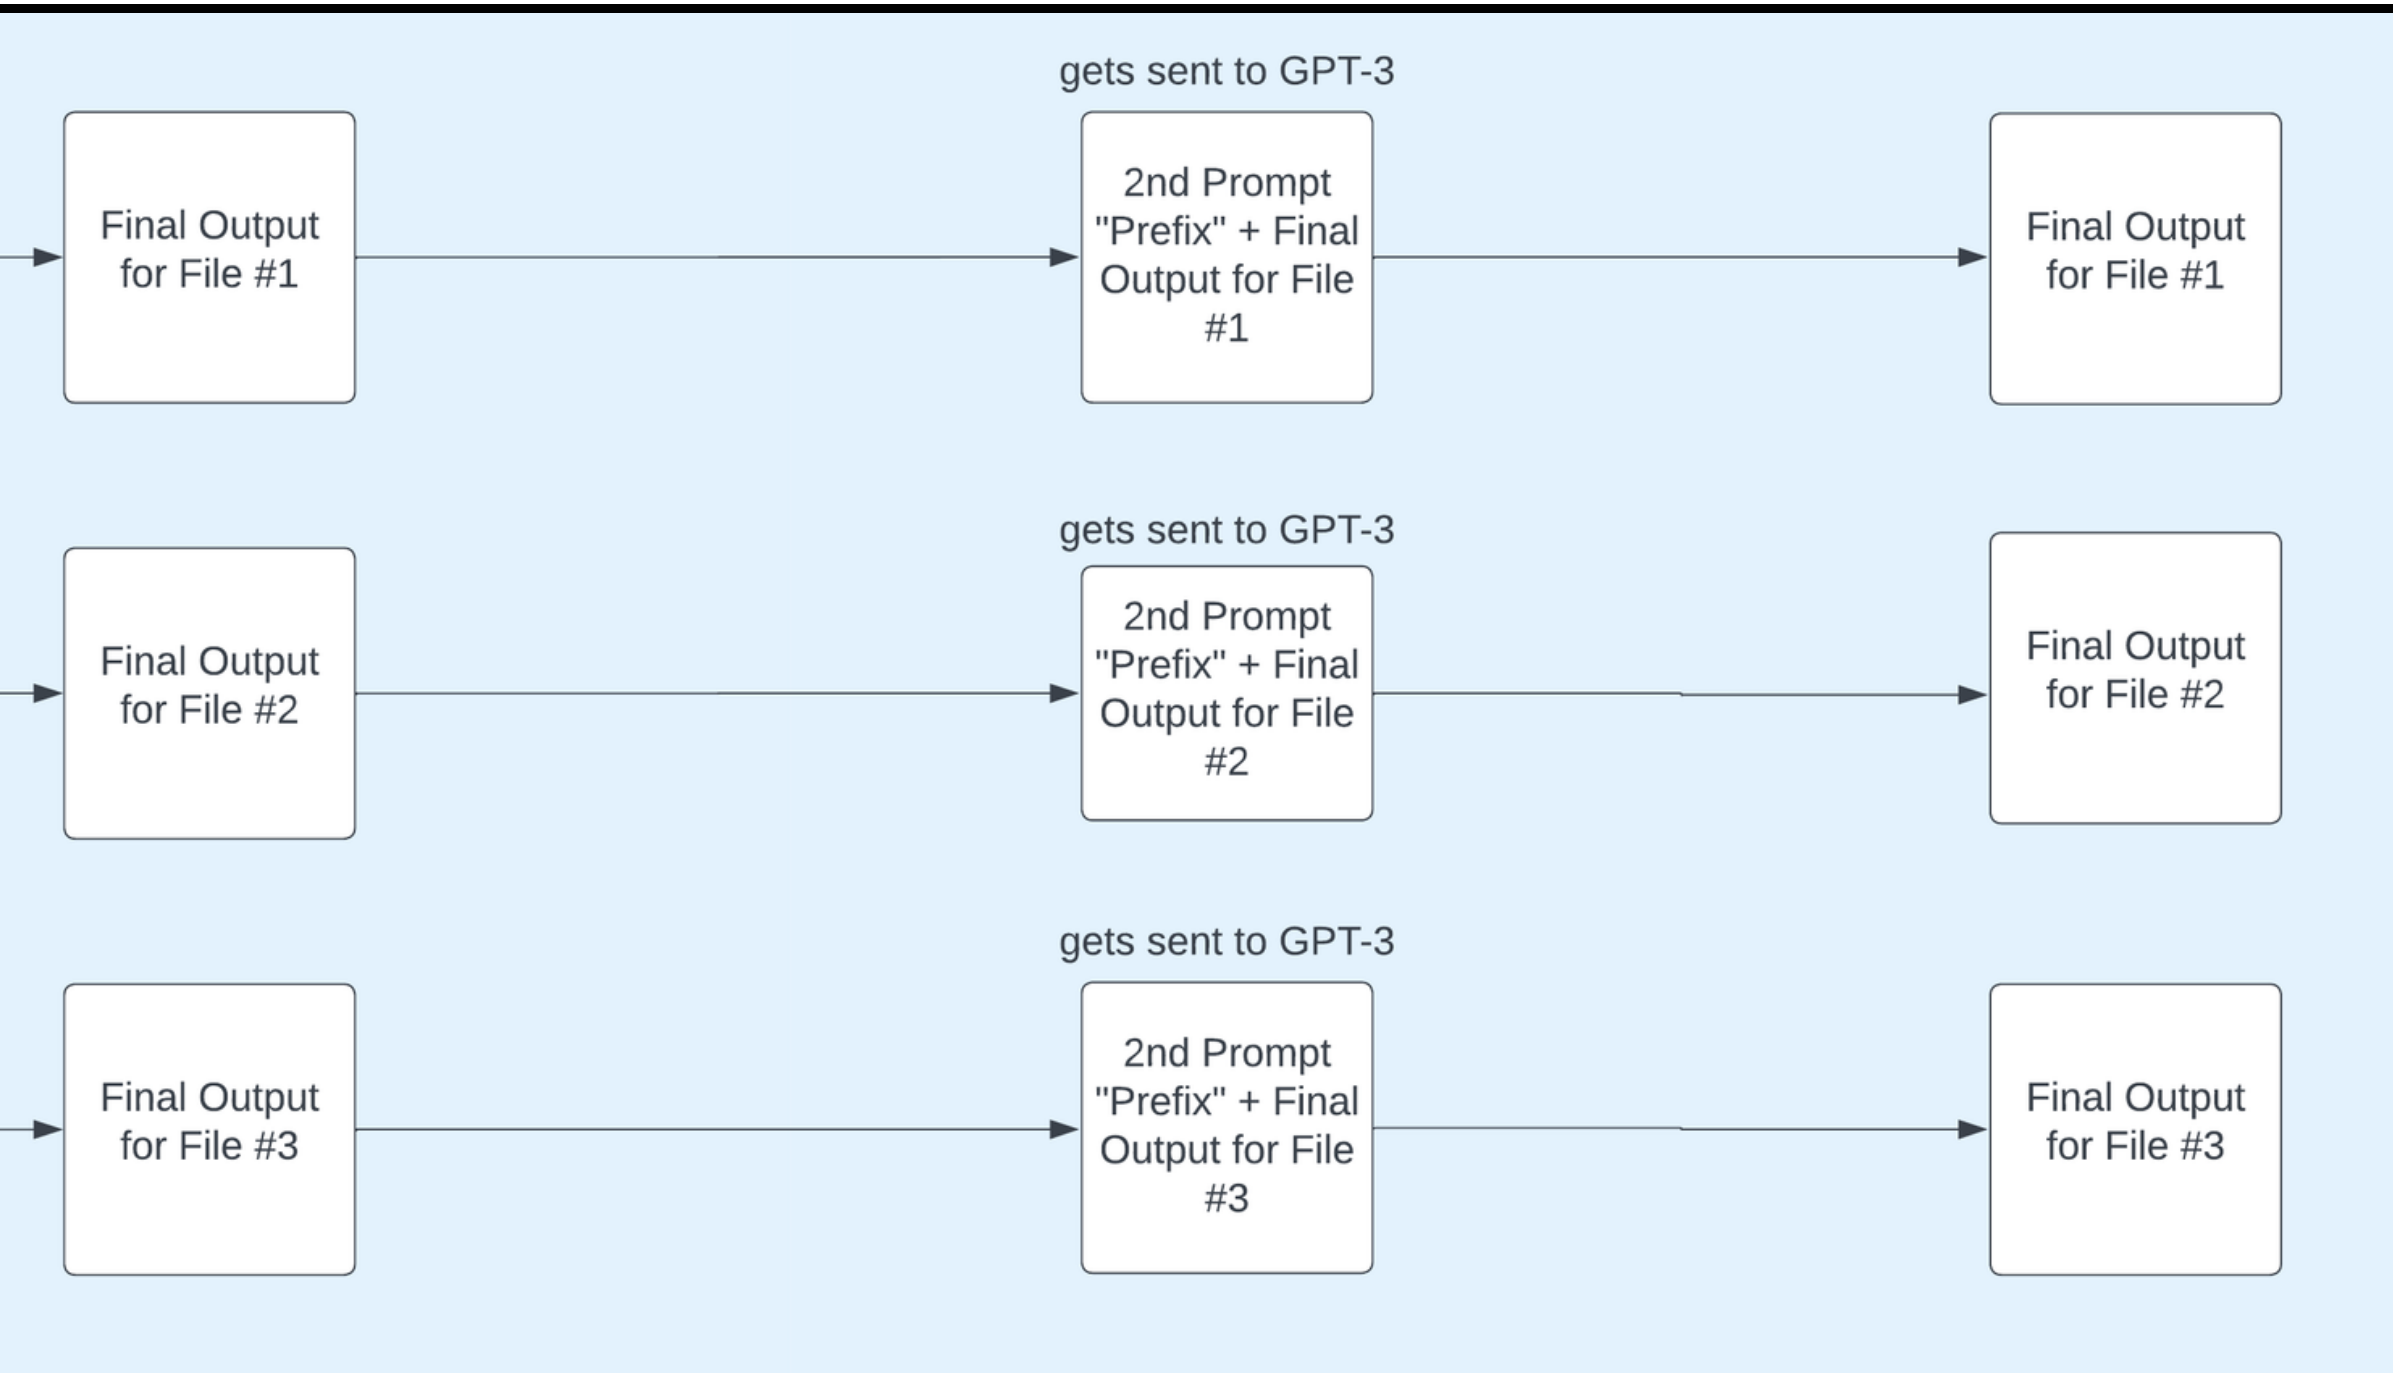 gets sent to GPT-3
Final Output
for File #1
2nd Prompt
"Prefix" + Final
Output for File
#1
Final Output
for File #1
gets sent to GPT-3
Final Output
for File #2
2nd Prompt
"Prefix" + Final
Output for File
#2
Final Output
for File #2
gets sent to GPT-3
Final Output
for File #3
2nd Prompt
"Prefix" + Final
Output for File
#3
Final Output
for File #3